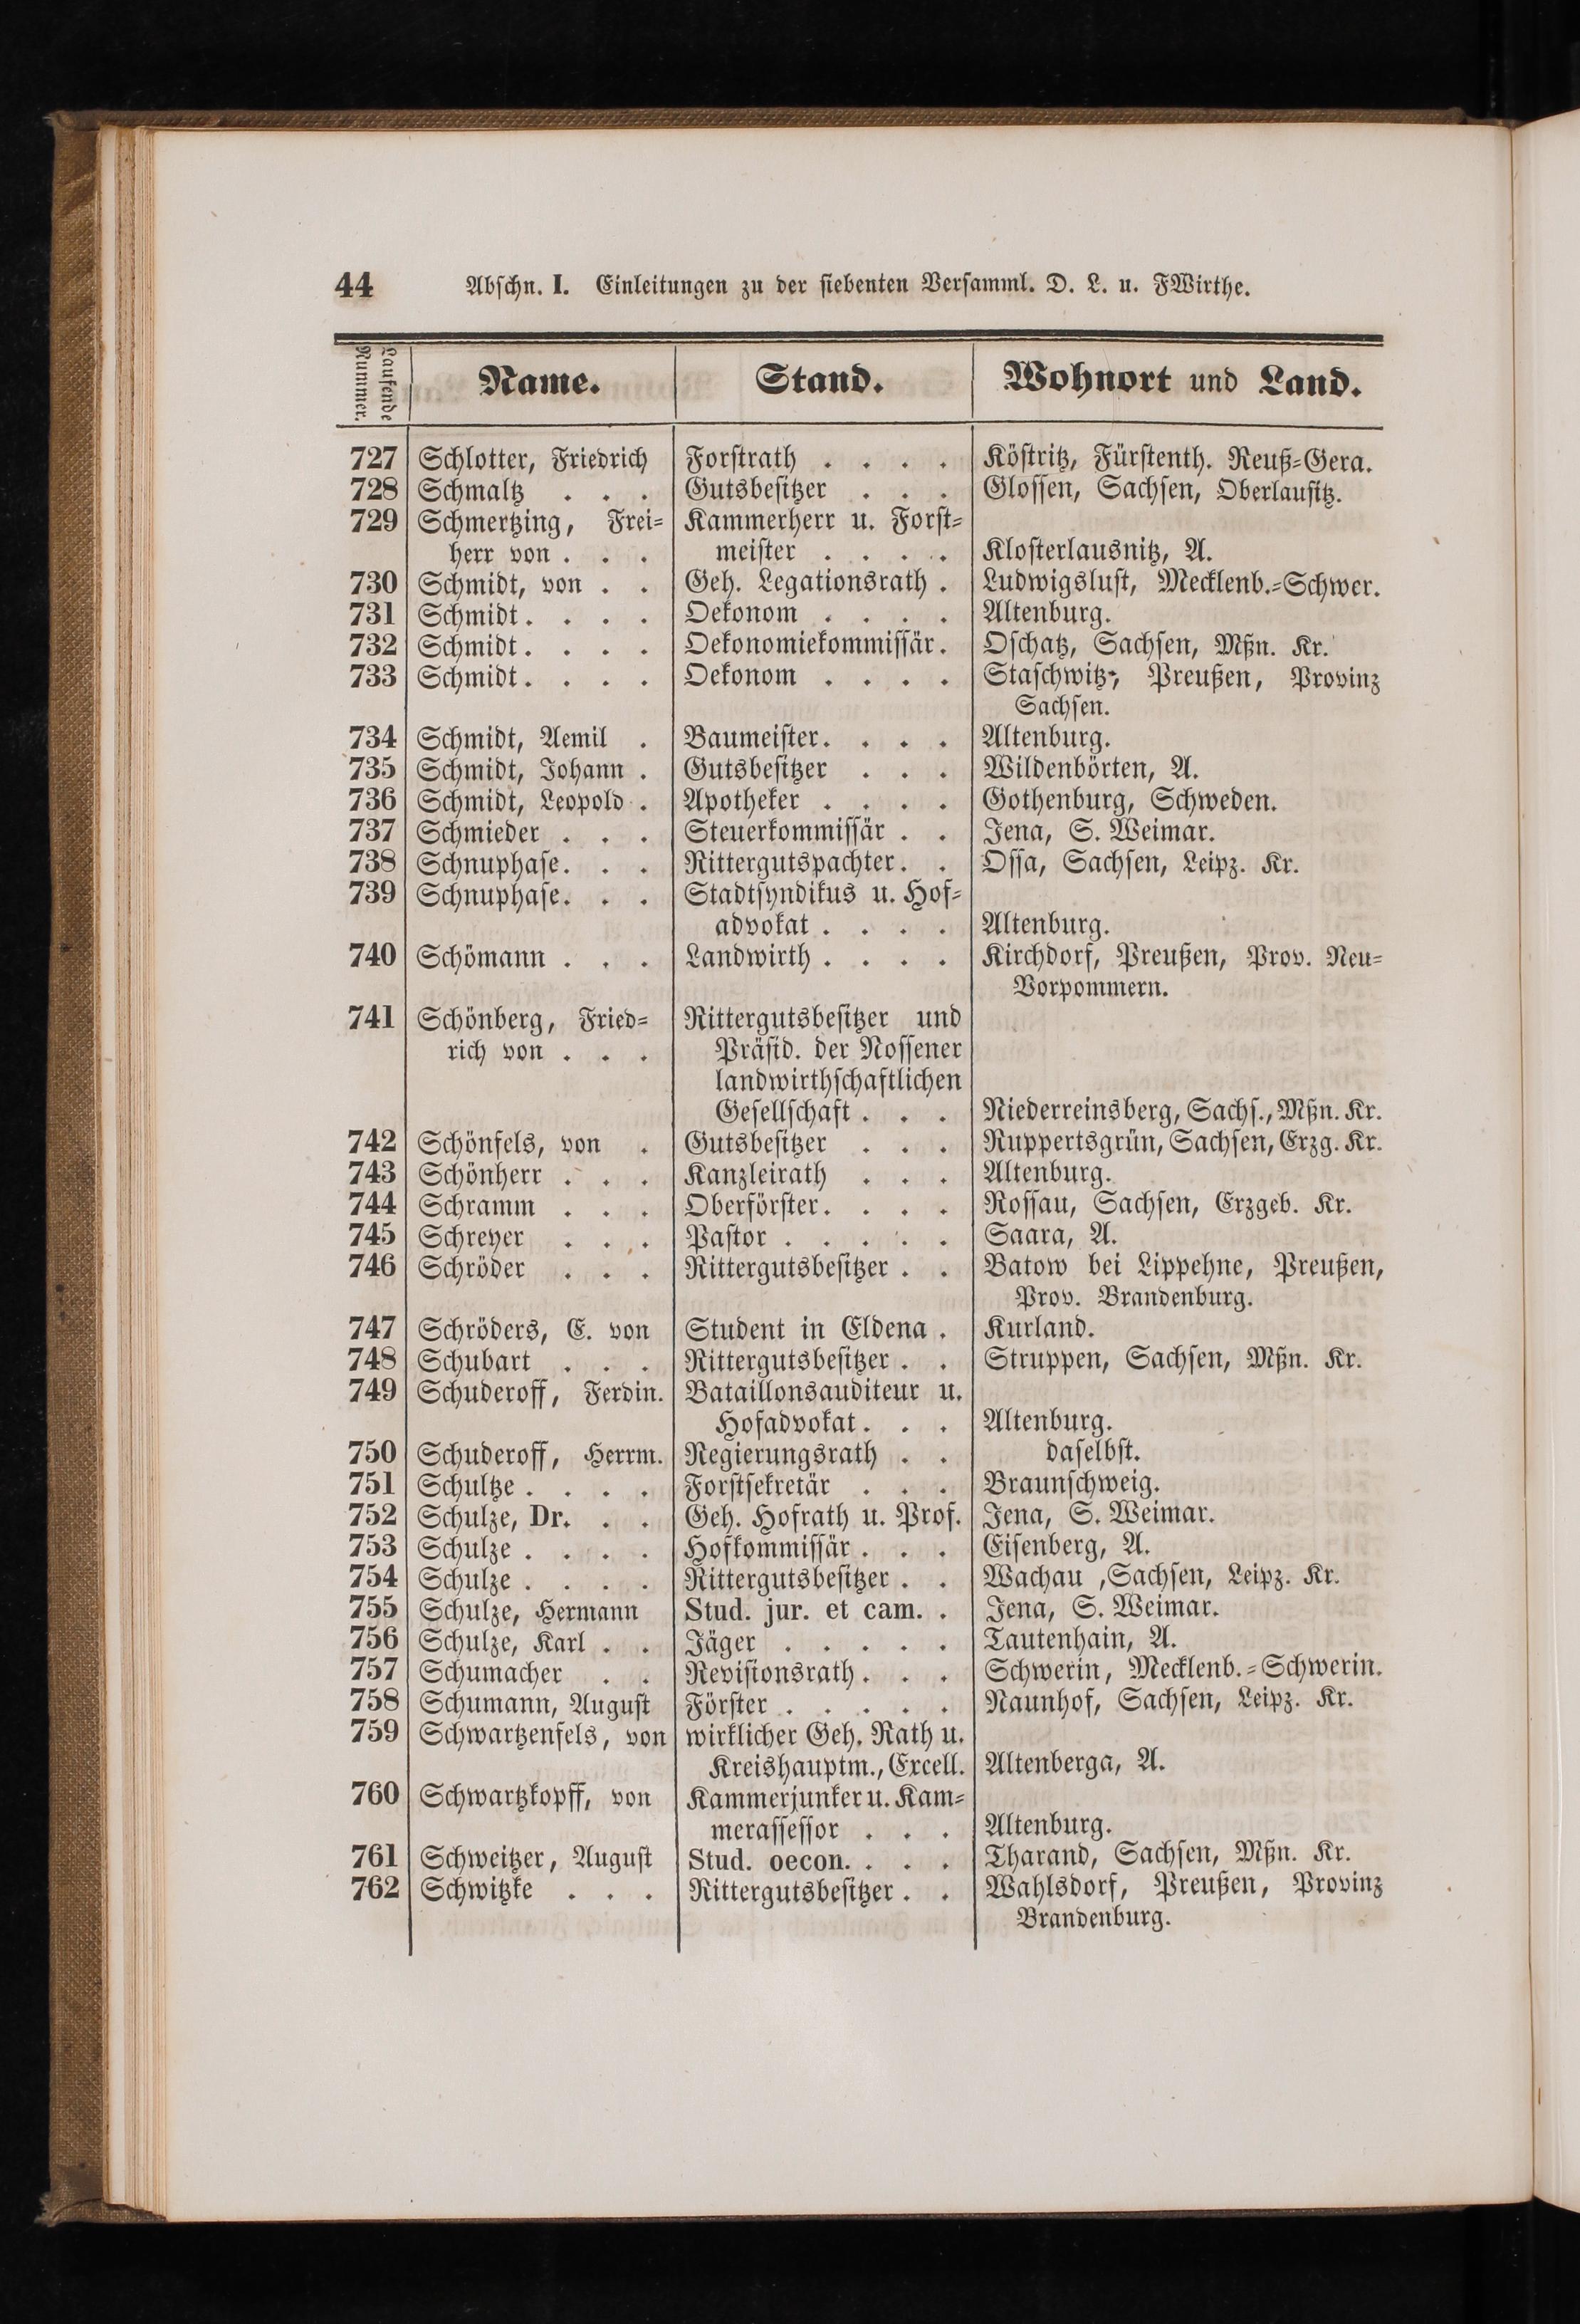 44 Abschn. I. Einleitungen zu der siebenten Versamml. D. L. u. FWirthe.
Laufende Nummer. Name. Stand. Wohnort und Land.
727 Schlotter, Friedrich Forstrath . . . . Köstritz, Fürstenth. Reuß-Gera.
728 Schmaltz . . . Gutsbesitzer . . . Glossen, Sachsen, Oberlausitz.
729 Schmertzing, Frei- Kammerherr u. Forst-
herr von . . . meister . . . . Klosterlausnitz, A.
730 Schmidt, von . . Geh. Legationsrath . Ludwigslust, Mecklenb.-Schwer.
731 Schmidt . . . . Oekonom . . . . Altenburg.
732 Schmidt . . . . Oekonomiekommissär. Oschatz, Sachsen, Mßn. Kr.
733 Schmidt . . . . Oekonom . . . . Staschwitz, Preußen, Provinz
Sachsen.
734 Schmidt, Aemil . Baumeister. . . . Altenburg.
735 Schmidt, Johann . Gutsbesitzer . . . Wildenbörten, A.
736 Schmidt, Leopold . Apotheker . . . . Gothenburg, Schweden.
737 Schmieder . . . Steuerkommissär . . Jena, S. Weimar.
738 Schnuphase. . . Rittergutspachter. . Ossa, Sachsen, Leipz. Kr.
739 Schnuphase. . . Stadtsyndikus u. Hof-
advokat . . . . Altenburg.
740 Schömann . . . Landwirth . . . . Kirchdorf, Preußen, Prov. Neu-
Vorpommern.
741 Schönberg, Fried- Rittergutsbesitzer und
rich von . . . Präsid. der Nossener
landwirthschaftlichen
Gesellschaft . . . Niederreinsberg, Sachs., Mßn. Kr.
742 Schönfels, von . Gutsbesitzer . . . Ruppertsgrün, Sachsen, Erzg. Kr.
743 Schönherr . . . Kanzleirath . . . Altenburg.
744 Schramm . . . Oberförster. . . . Rossau, Sachsen, Erzgeb. Kr.
745 Schreyer . . . Pastor . . . . . Saara, A.
746 Schröder . . . Rittergutsbesitzer . . Batow bei Lippehne, Preußen,
Prov. Brandenburg.
747 Schröders, E. von Student in Eldena . Kurland.
748 Schubart . . . Rittergutsbesitzer . . Struppen, Sachsen, Mßn. Kr.
749 Schuderoff, Ferdin. Bataillonsauditeur u.
Hofadvokat. . . Altenburg.
750 Schuderoff, Herrm. Regierungsrath . . daselbst.
751 Schultze . . . . Forstsekretär . . . Braunschweig.
752 Schulze, Dr. . . Geh. Hofrath u. Prof. Jena, S. Weimar.
753 Schulze . . . . Hofkommissär . . . Eisenberg, A.
754 Schulze . . . . Rittergutsbesitzer . . Wachau ,Sachsen, Leipz. Kr.
755 Schulze, Hermann Stud. jur. et cam. . Jena, S. Weimar.
756 Schulze, Karl . . Jäger . . . . . Tautenhain, A.
757 Schumacher . . Revisionsrath . . . Schwerin, Mecklenb.-Schwerin.
758 Schumann, August Förster . . . . . Naunhof, Sachsen, Leipz. Kr.
759 Schwartzenfels, von wirklicher Geh. Rath u.
Kreishauptm., Excell. Altenberga, A.
760 Schwartzkopff, von Kammerjunker u. Kam-
merassessor . . . Altenburg.
761 Schweitzer, August Stud. oecon. . . . Tharand, Sachsen, Mßn. Kr.
762 Schwitzke . . . Rittergutsbesitzer . . Wahlsdorf, Preußen, Provinz
Brandenburg.